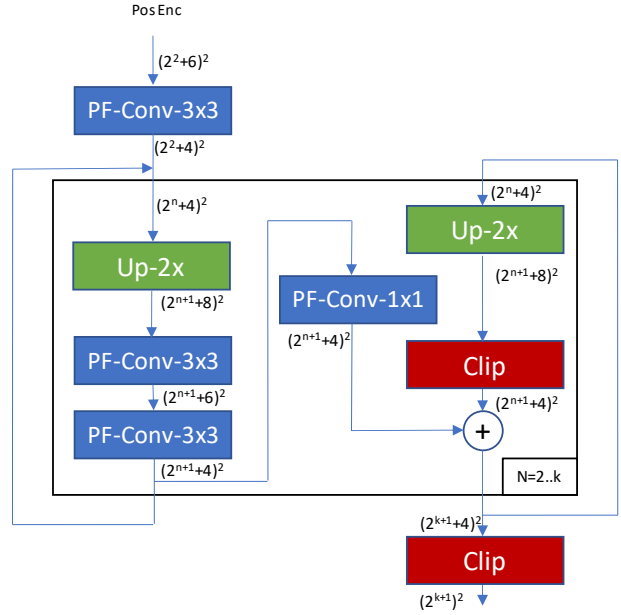 PosEnc
(2²+6)²
PF-Conv-3x3
(2²+4)²
(2ⁿ+4)²
Up-2x
(2ⁿ⁺¹+8)²
PF-Conv-3x3
(2ⁿ⁺¹+6)²
PF-Conv-3x3
(2ⁿ⁺¹+4)²
PF-Conv-1x1
(2ⁿ⁺¹+4)²
(2ⁿ+4)²
Up-2x
(2ⁿ⁺¹+8)²
Clip
(2ⁿ⁺¹+4)²
+
N=2..k
(2ᵏ⁺¹+4)²
Clip
(2ᵏ⁺¹)²